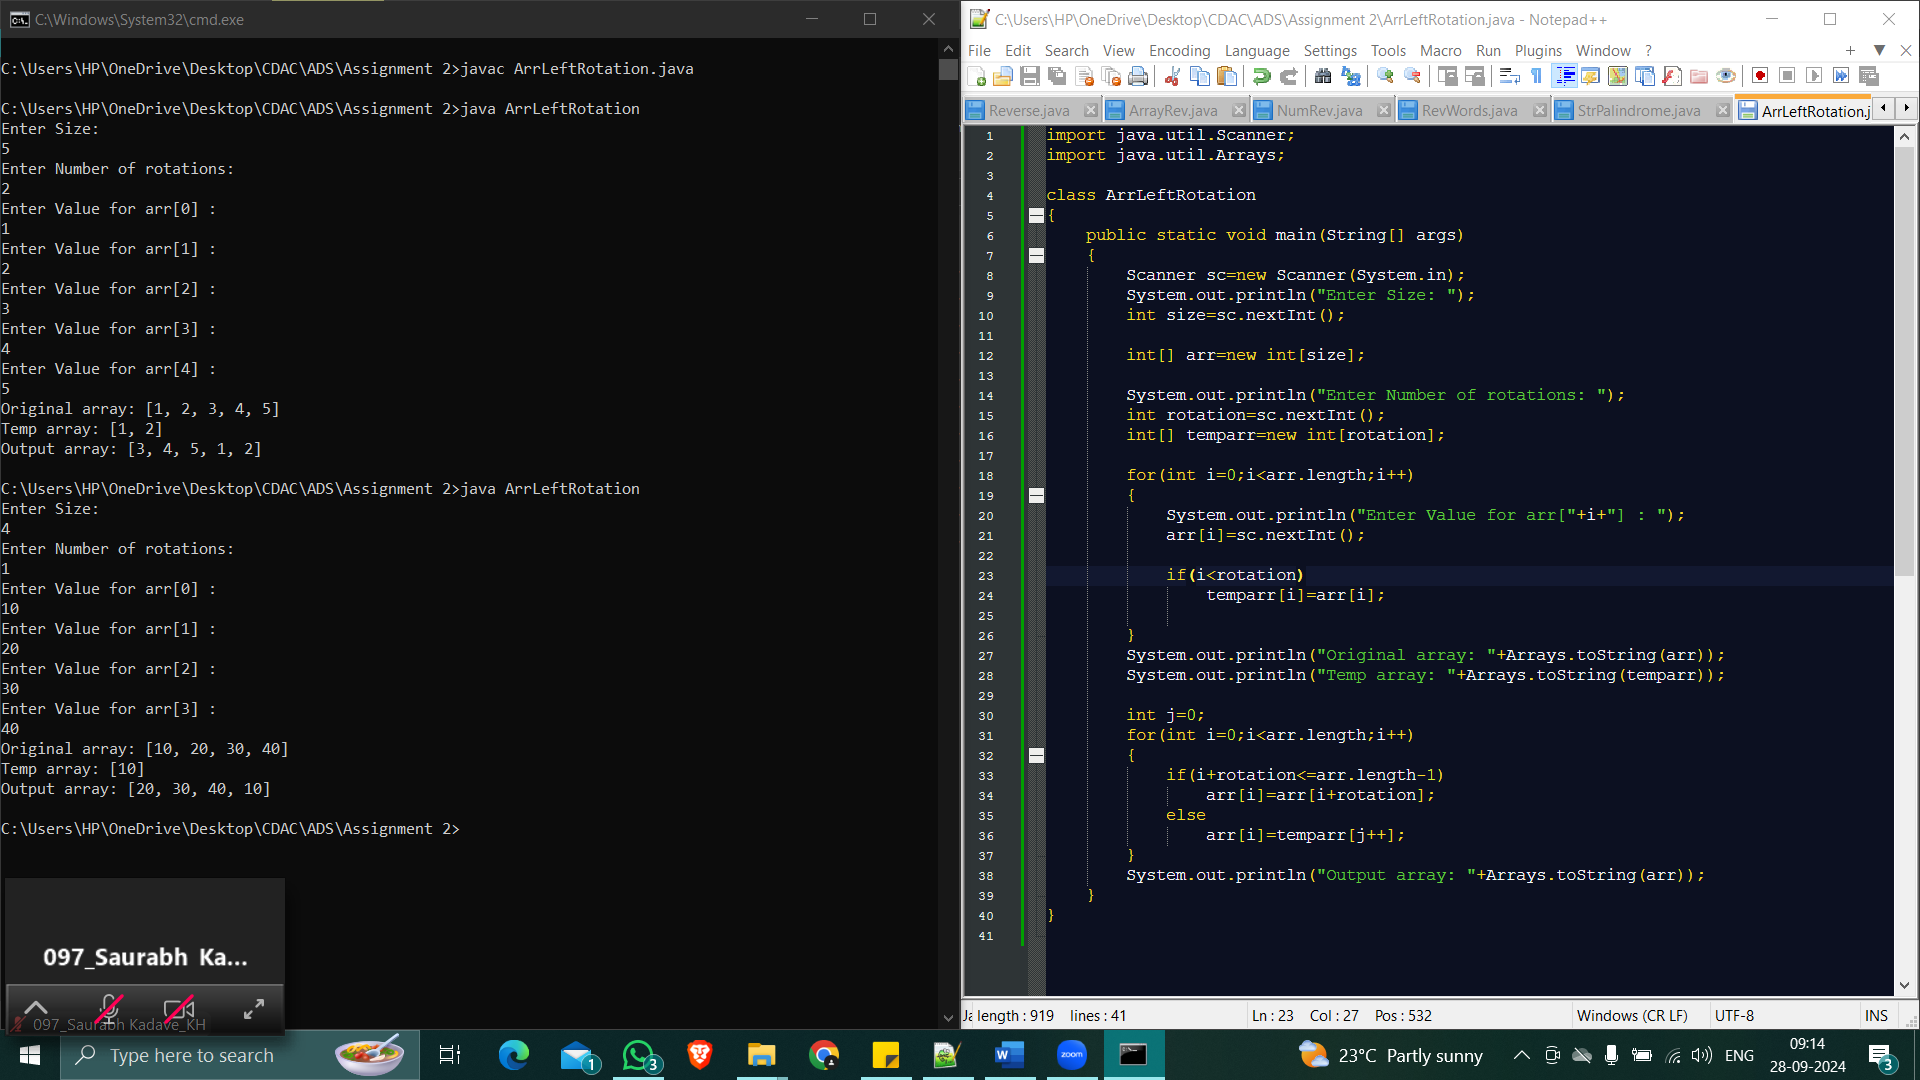 C:\Windows\System32\cmd.exe
C:\Users\HP\OneDrive\Desktop\CDAC\ADS\Assignment 2>javac ArrLeftRotation.java
C:\Users\HP\OneDrive\Desktop\CDAC\ADS\Assignment 2>java ArrLeftRotation
Enter Size:
5
Enter Number of rotations:
2
Enter Value for arr[0] :
1
Enter Value for arr[1] :
2
Enter Value for arr[2] :
3
Enter Value for arr[3] :
4
Enter Value for arr[4] :
5
Original array: [1, 2, 3, 4, 5]
Temp array: [1, 2]
Output array: [3, 4, 5, 1, 2]
C:\Users\HP\OneDrive\Desktop\CDAC\ADS\Assignment 2>java ArrLeftRotation
Enter Size:
4
Enter Number of rotations:
1
Enter Value for arr[0] :
10
Enter Value for arr[1] :
20
Enter Value for arr[2] :
30
Enter Value for arr[3] :
40
Original array: [10, 20, 30, 40]
Temp array: [10]
Output array: [20, 30, 40, 10]
C:\Users\HP\OneDrive\Desktop\CDAC\ADS\Assignment 2>
097_Saurabh Ka...
097_Saurabh Kadave_KH
C:\Users\HP\OneDrive\Desktop\CDAC\ADS\Assignment 2\ArrLeftRotation.java - Notepad++
File Edit Search View Encoding Language Settings Tools Macro Run Plugins Window ?
Reverse.java ArrayRev.java NumRev.java RevWords.java StrPalindrome.java ArrLeftRotation.j
1 import java.util.Scanner;
2 import java.util.Arrays;
3
4 class ArrLeftRotation
5 {
6 public static void main(String[] args)
7 {
8 Scanner sc=new Scanner(System.in);
9 System.out.println("Enter Size: ");
10 int size=sc.nextInt();
11
12 int[] arr=new int[size];
13
14 System.out.println("Enter Number of rotations: ");
15 int rotation=sc.nextInt();
16 int[] temparr=new int[rotation];
17
18 for(int i=0;i<arr.length;i++)
19 {
20 System.out.println("Enter Value for arr["+i+"] : ");
21 arr[i]=sc.nextInt();
22
23 if(i<rotation)
24 temparr[i]=arr[i];
25
26 }
27 System.out.println("Original array: "+Arrays.toString(arr));
28 System.out.println("Temp array: "+Arrays.toString(temparr));
29
30 int j=0;
31 for(int i=0;i<arr.length;i++)
32 {
33 if(i+rotation<=arr.length-1)
34 arr[i]=arr[i+rotation];
35 else
36 arr[i]=temparr[j++];
37 }
38 System.out.println("Output array: "+Arrays.toString(arr));
39 }
40 }
41
Ja length : 919 lines : 41 Ln : 23 Col : 27 Pos : 532 Windows (CR LF) UTF-8 INS
Type here to search 1 3 zoom 23°C Partly sunny ENG 09:14
28-09-2024 3